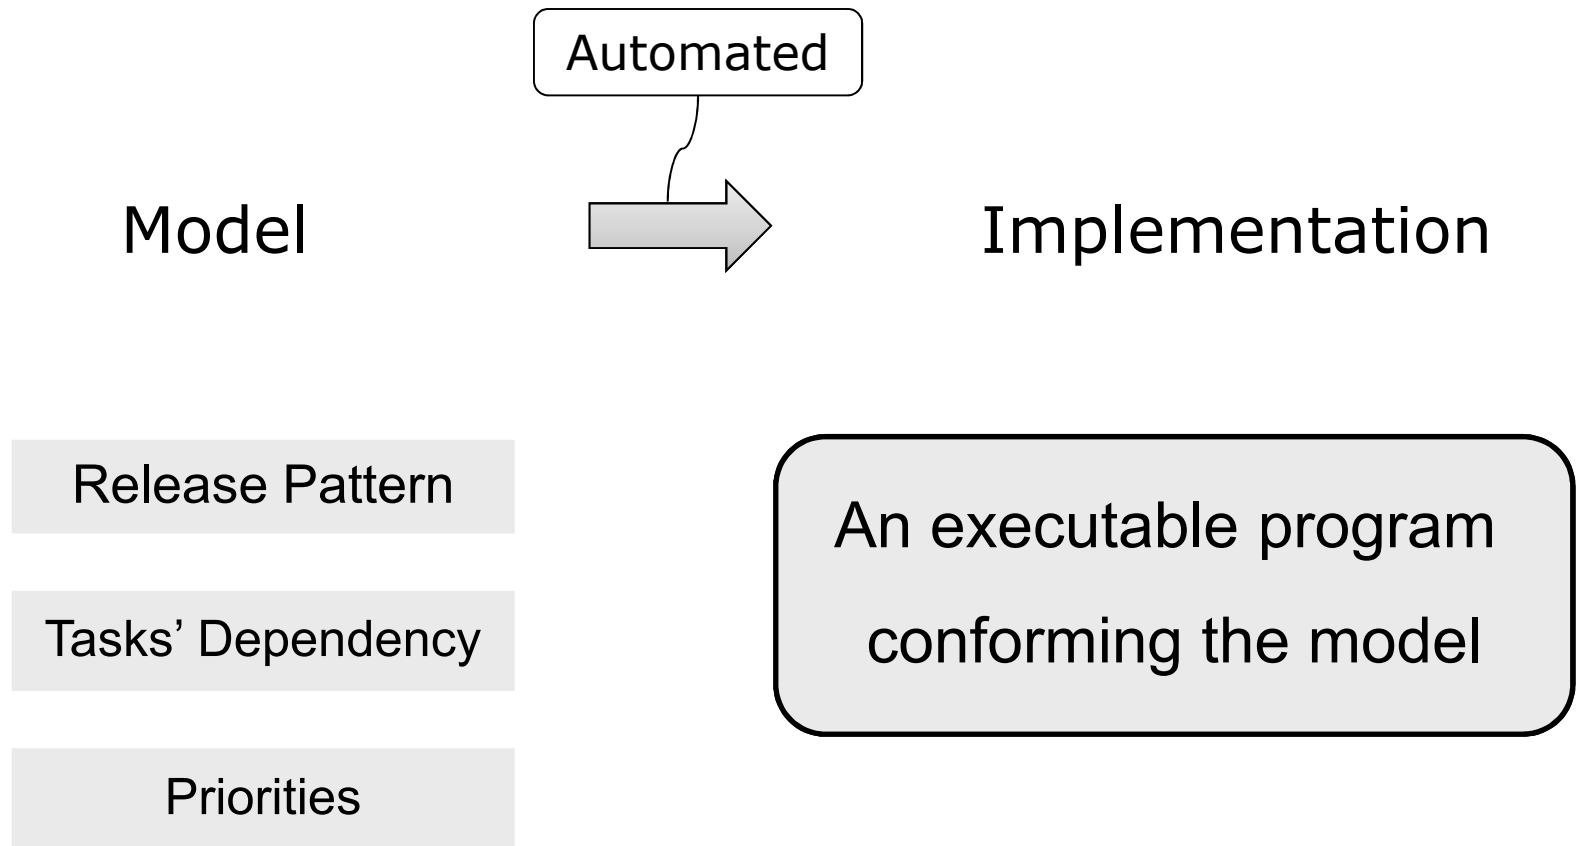 Automated
Model
Implementation
Release Pattern
Tasks’ Dependency
Priorities
An executable program
conforming the model